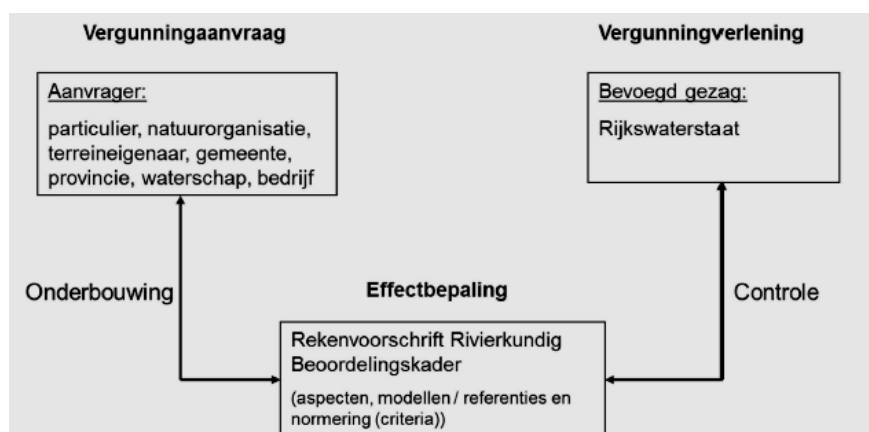 Vergunningaanvraag
Vergunningverlening
Aanvrager:
particulier, natuurorganisatie,
terreineigenaar, gemeente,
provincie, waterschap, bedrijf
Bevoegd gezag:
Rijkswaterstaat
Onderbouwing
Effectbepaling
Controle
Rekenvoorschrift Rivierkundig
Beoordelingskader
(aspecten, modellen / referenties en
normering (criteria))